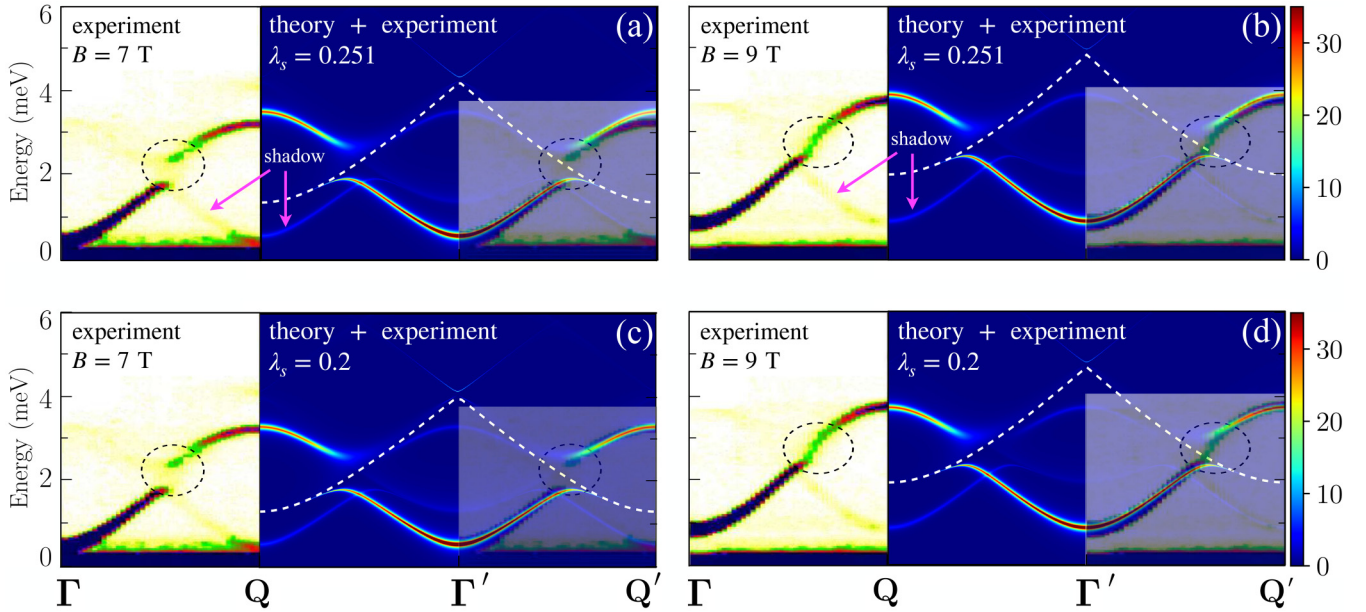 6 experiment theory + experiment (a) experiment theory + experiment (b)
B = 7 T λₛ = 0.251 B = 9 T λₛ = 0.251 30
4
Energy (meV) 20
2 shadow shadow 10
0 0
6 experiment theory + experiment (c) experiment theory + experiment (d)
B = 7 T λₛ = 0.2 B = 9 T λₛ = 0.2 30
4
Energy (meV) 20
2 10
0 0
Γ Q Γ′ Q′ Γ Q Γ′ Q′